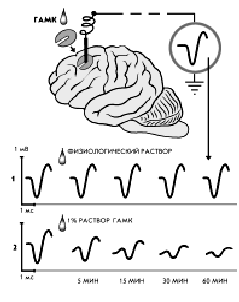 ГАМК
1 мВ
ФИЗИОЛОГИЧЕСКИЙ РАСТВОР
1
1 мс
1% РАСТВОР ГАМК
2
1 мс
5 МИН 15 МИН 30 МИН 60 МИН